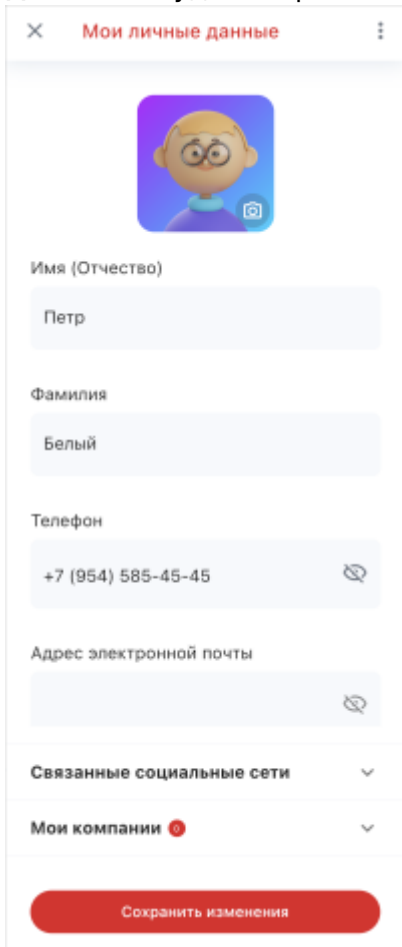 Мои личные данные
Имя (Отчество)
Петр
Фамилия
Белый
Телефон
+7 (954) 585-45-45
Адрес электронной почты
Связанные социальные сети
Мои компании 0
Сохранить изменения